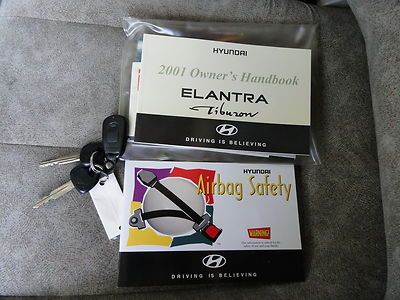 HYUNDAI
2001 Owner's Handbook
ELANTRA
Tiburon
DRIVING IS BELIEVING
HYUNDAI
Airbag Safety
WARNING!
DRIVING IS BELIEVING